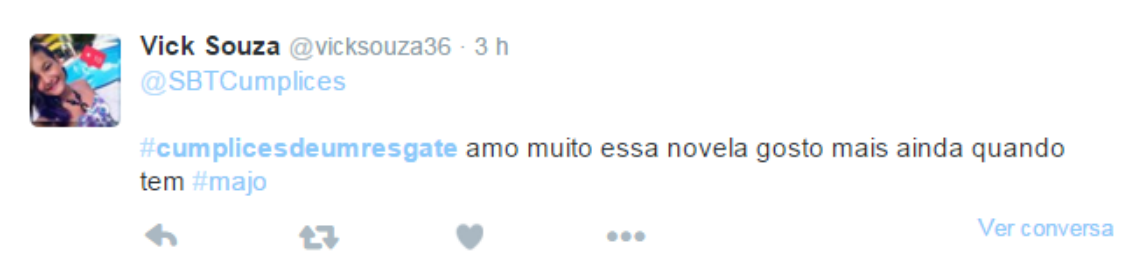 Vick Souza @vicksouza36 · 3 h
@SBTCumplices
#cumplicesdeumresgate amo muito essa novela gosto mais ainda quando
tem #majo
Ver conversa